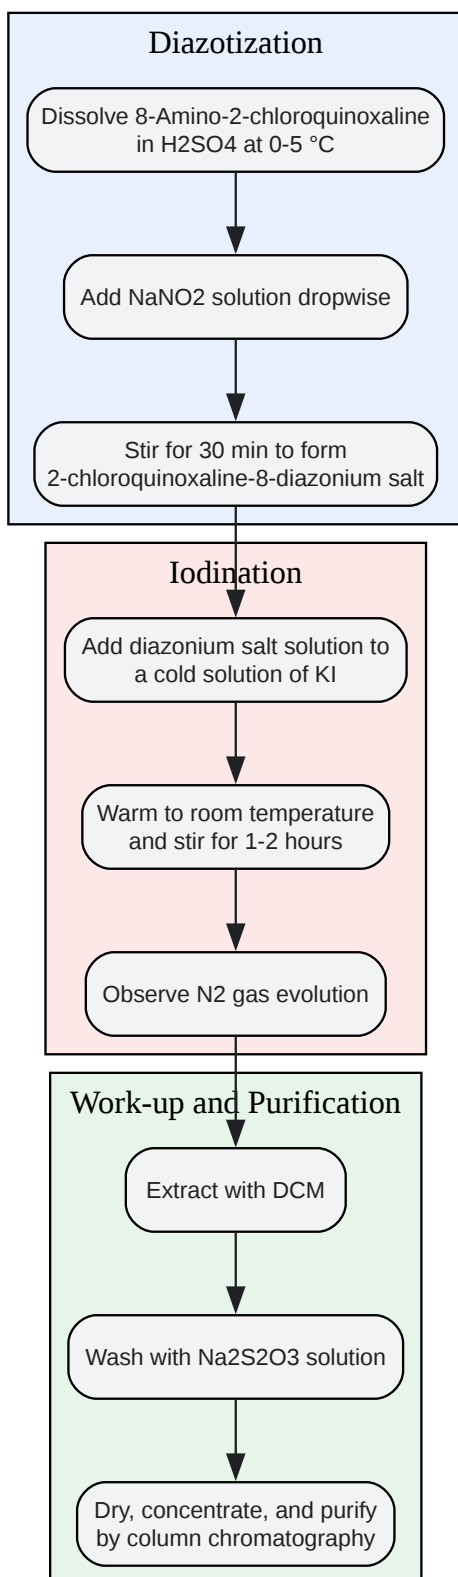 Diazotization
Dissolve 8-Amino-2-chloroquinoxaline
in H2SO4 at 0-5 °C
Add NaNO2 solution dropwise
Stir for 30 min to form
2-chloroquinoxaline-8-diazonium salt
Iodination
Add diazonium salt solution to
a cold solution of KI
Warm to room temperature
and stir for 1-2 hours
Observe N2 gas evolution
Work-up and Purification
Extract with DCM
Wash with Na2S2O3 solution
Dry, concentrate, and purify
by column chromatography